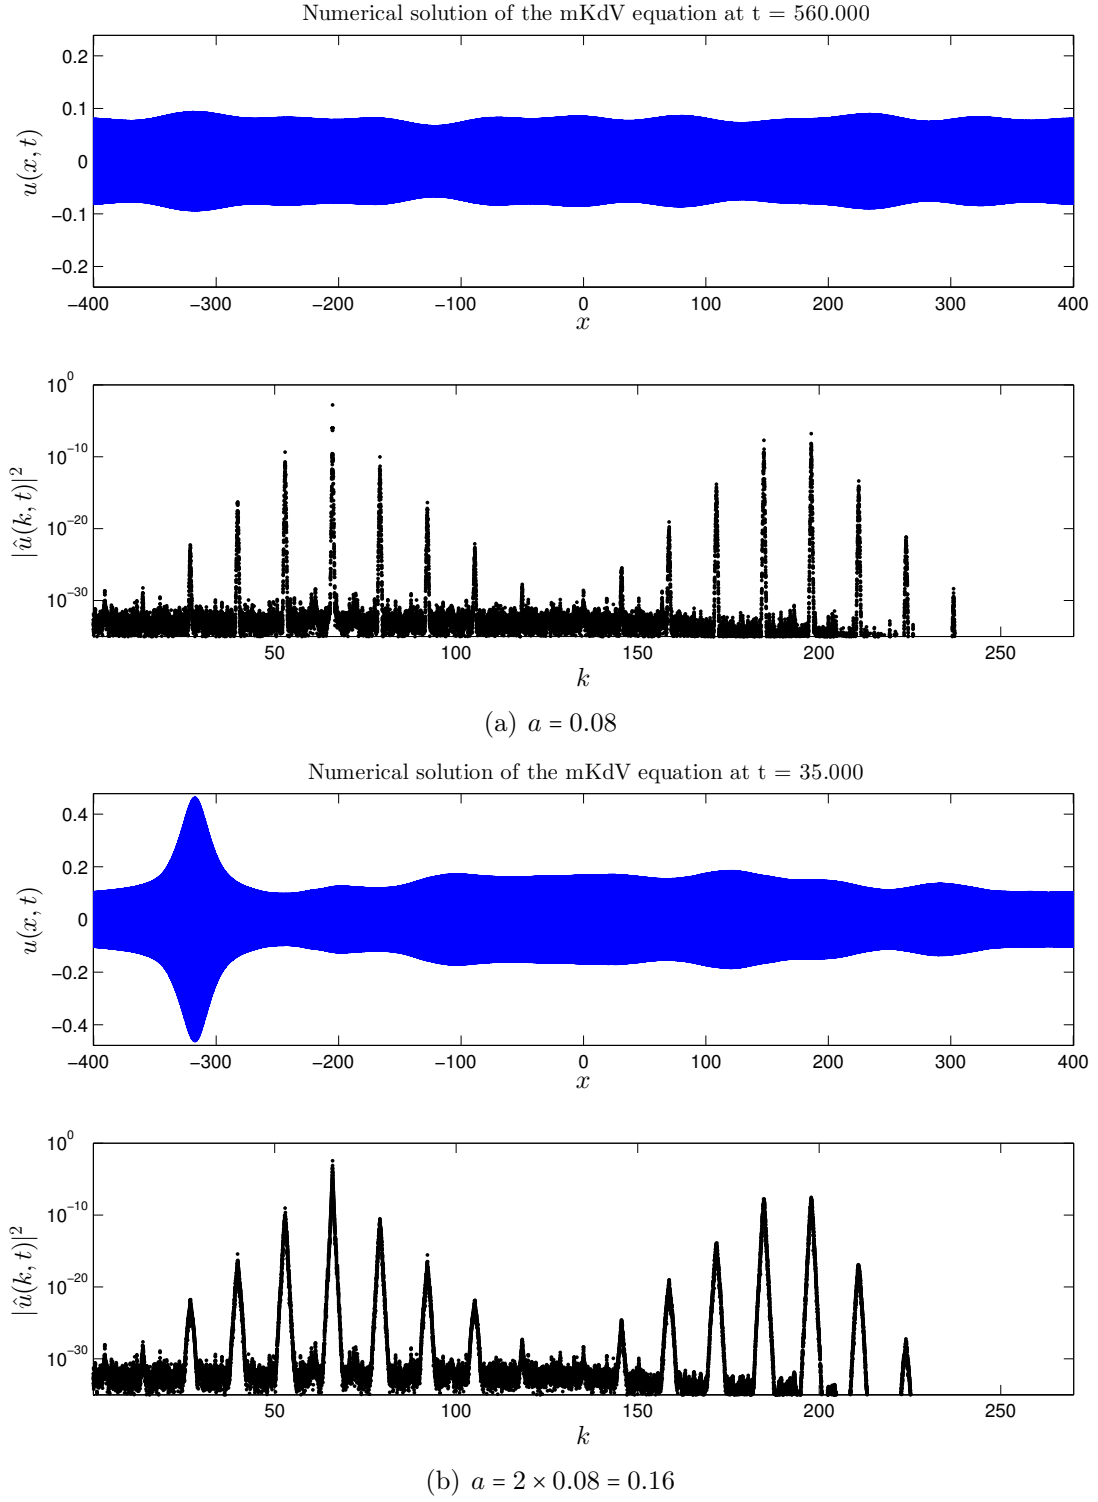 Numerical solution of the mKdV equation at t = 560.000
0.2
0.1
0
−0.1
−0.2
u(x, t)
−400 −300 −200 −100 0 100 200 300 400
x
10^0
10^−10
10^−20
10^−30
|û(k, t)|^2
50 100 150 200 250
k
(a) a = 0.08
Numerical solution of the mKdV equation at t = 35.000
0.4
0.2
0
−0.2
−0.4
u(x, t)
−400 −300 −200 −100 0 100 200 300 400
x
10^0
10^−10
10^−20
10^−30
|û(k, t)|^2
50 100 150 200 250
k
(b) a = 2 × 0.08 = 0.16